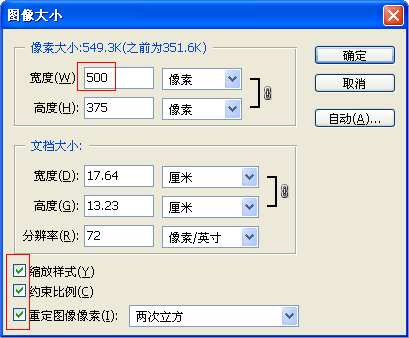 图像大小
像素大小:549.3K(之前为351.6K)
宽度(W) 500 像素
高度(H): 375 像素
确定
取消
自动(A)...
文档大小:
宽度(D): 17.64 厘米
高度(G): 13.23 厘米
分辨率(R): 72 像素/英寸
缩放样式(Y)
约束比例(C)
重定图像像素(I): 两次立方